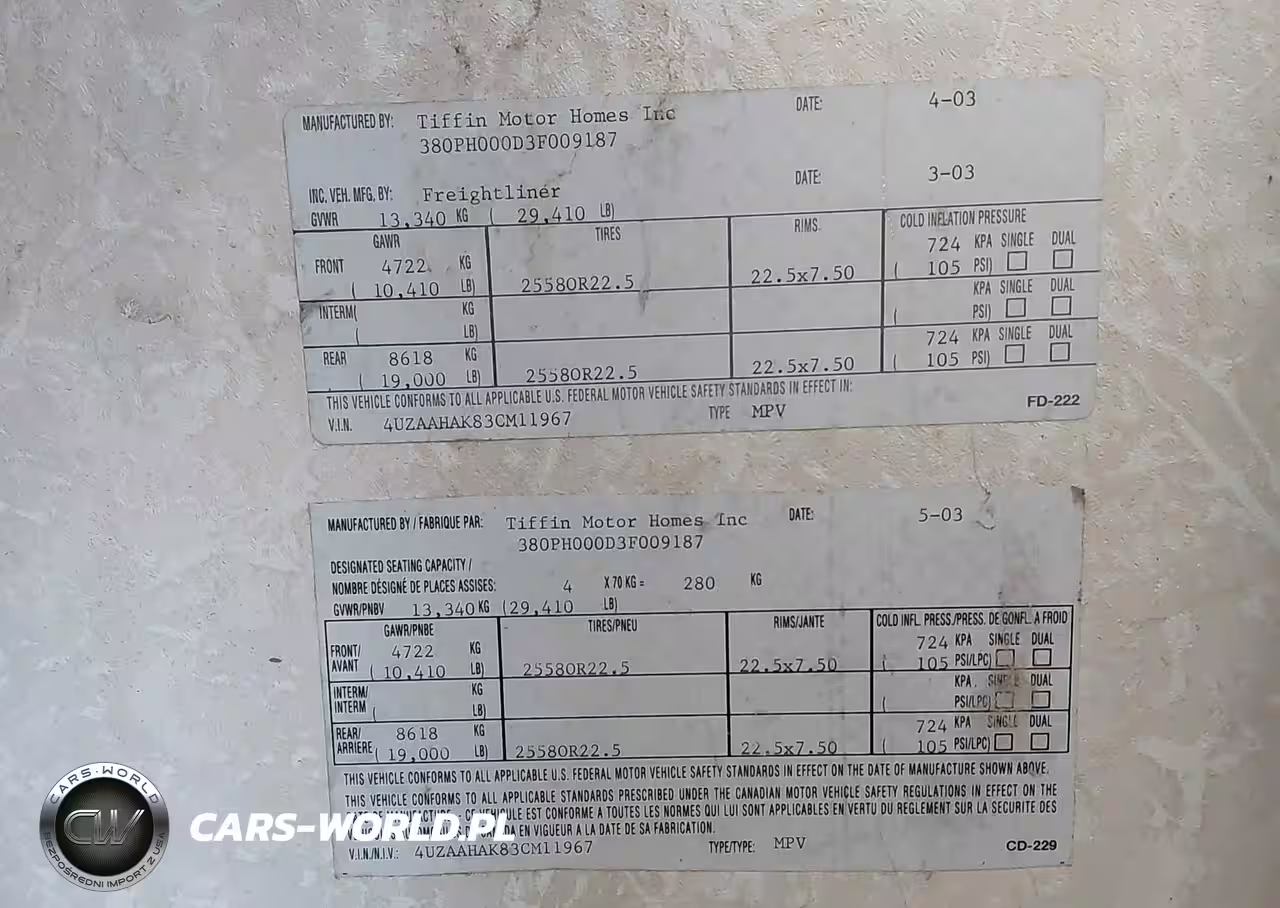 MANUFACTURED BY: Tiffin Motor Homes Inc DATE: 4-03
380PH000D3F009187
INC. VEH. MFG. BY: Freightliner DATE: 3-03
GVWR 13,340 KG ( 29,410 LB)
GAWR TIRES RIMS. COLD INFLATION PRESSURE
FRONT 4722 KG 724 KPA SINGLE DUAL
( 10,410 LB) 25580R22.5 22.5x7.50 ( 105 PSI)
INTERM( KG KPA SINGLE DUAL
( LB) ( PSI)
REAR 8618 KG 724 KPA SINGLE DUAL
( 19,000 LB) 25580R22.5 22.5x7.50 ( 105 PSI)
THIS VEHICLE CONFORMS TO ALL APPLICABLE U.S. FEDERAL MOTOR VEHICLE SAFETY STANDARDS IN EFFECT IN:
V.I.N. 4UZAAHAK83CM11967 TYPE MPV FD-222
MANUFACTURED BY / FABRIQUE PAR: Tiffin Motor Homes Inc DATE: 5-03
380PH000D3F009187
DESIGNATED SEATING CAPACITY /
NOMBRE DÉSIGNÉ DE PLACES ASSISES: 4 X 70 KG = 280 KG
GVWR/PNBV 13,340 KG (29,410 LB)
GAWR/PNBE TIRES/PNEU RIMS/JANTE COLD INFL. PRESS./PRESS. DE GONFL. A FROID
FRONT/ 4722 KG 724 KPA SINGLE DUAL
AVANT ( 10,410 LB) 25580R22.5 22.5x7.50 ( 105 PSI/LPC)
INTERM/ KG KPA. SINGLE DUAL
INTERM ( LB) ( PSI/LPC)
REAR/ 8618 KG 724 KPA SINGLE DUAL
ARRIERE ( 19,000 LB) 25580R22.5 22.5x7.50 ( 105 PSI/LPC)
THIS VEHICLE CONFORMS TO ALL APPLICABLE U.S. FEDERAL MOTOR VEHICLE SAFETY STANDARDS IN EFFECT ON THE DATE OF MANUFACTURE SHOWN ABOVE.
THIS VEHICLE CONFORMS TO ALL APPLICABLE STANDARDS PRESCRIBED UNDER THE CANADIAN MOTOR VEHICLE SAFETY REGULATIONS IN EFFECT ON THE
VEHICULE EST CONFORME A TOUTES LES NORMES QUI LUI SONT APPLICABLES EN VERTU DU REGLEMENT SUR LA SECURITE DES
EN VIGUEUR A LA DATE DE SA FABRICATION.
V.I.N./N.I.V.: 4UZAAHAK83CM11967 TYPE/TYPE: MPV CD-229
CARS-WORLD
CW
BEZPOŚREDNI IMPORT Z USA
CARS-WORLD.PL